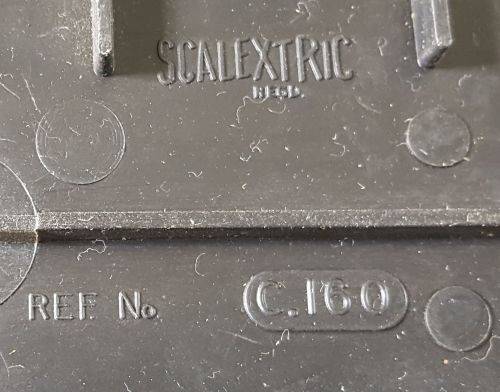 SCALEXTRIC
REGD.
REF No C.160